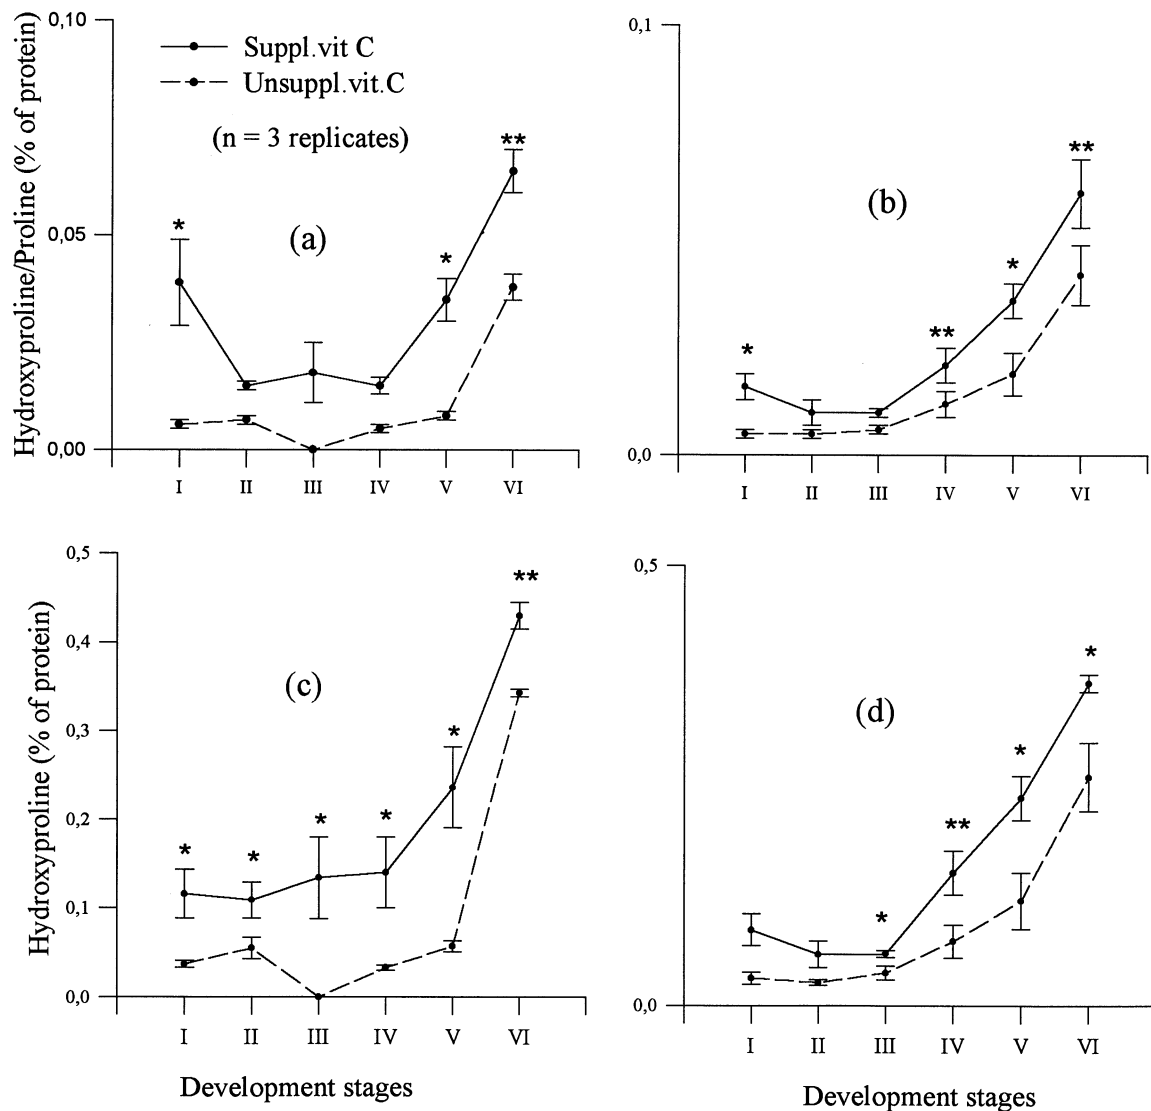 Hydroxyproline/Proline (% of protein)
0,10
0,05
0,00
Suppl.vit C
Unsuppl.vit.C
(n = 3 replicates)
(a)
*
*
**
I II III IV V VI
0,1
0,0
(b)
*
**
*
**
I II III IV V VI
Hydroxyproline (% of protein)
0,5
0,4
0,3
0,2
0,1
0,0
(c)
*
*
*
*
*
**
I II III IV V VI
Development stages
0,5
0,0
(d)
*
**
*
*
I II III IV V VI
Development stages